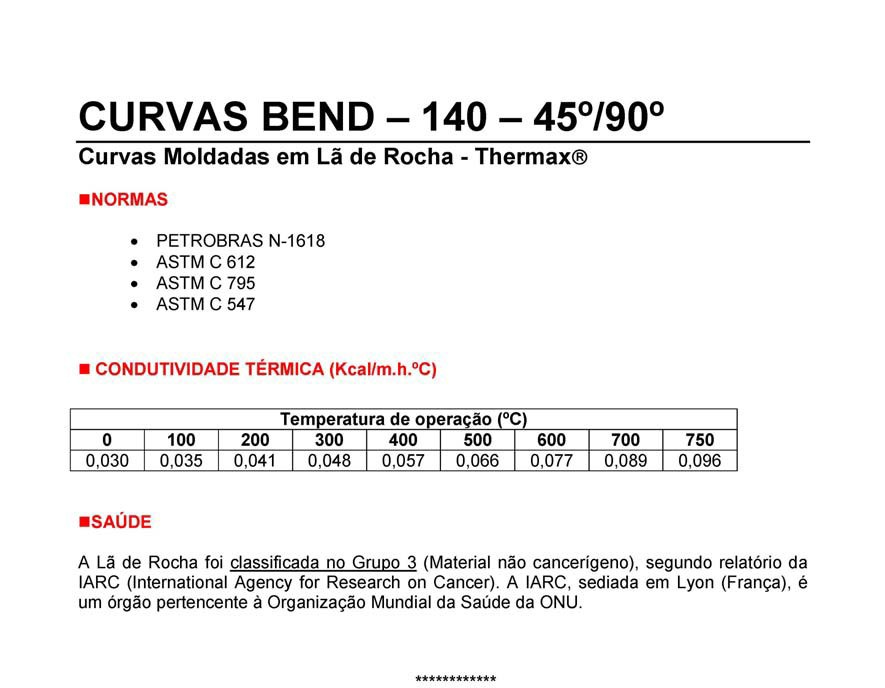 CURVAS BEND – 140 – 45º/90º
Curvas Moldadas em Lã de Rocha - Thermax®
■NORMAS
• PETROBRAS N-1618
• ASTM C 612
• ASTM C 795
• ASTM C 547
■ CONDUTIVIDADE TÉRMICA (Kcal/m.h.ºC)
Temperatura de operação (ºC)
0 100 200 300 400 500 600 700 750
0,030 0,035 0,041 0,048 0,057 0,066 0,077 0,089 0,096
■SAÚDE
A Lã de Rocha foi classificada no Grupo 3 (Material não cancerígeno), segundo relatório da
IARC (International Agency for Research on Cancer). A IARC, sediada em Lyon (França), é
um órgão pertencente à Organização Mundial da Saúde da ONU.
************